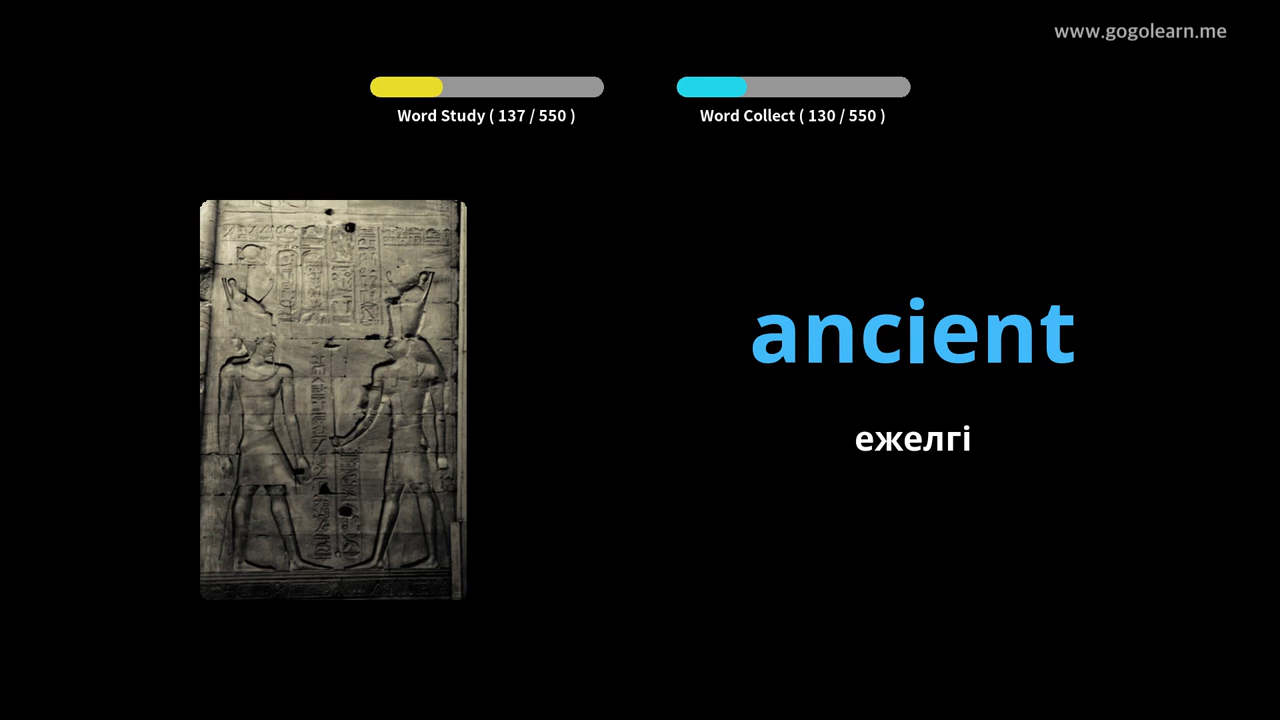 www.gogolearn.me
Word Study ( 137 / 550 )
Word Collect ( 130 / 550 )
ancient
ежелгі